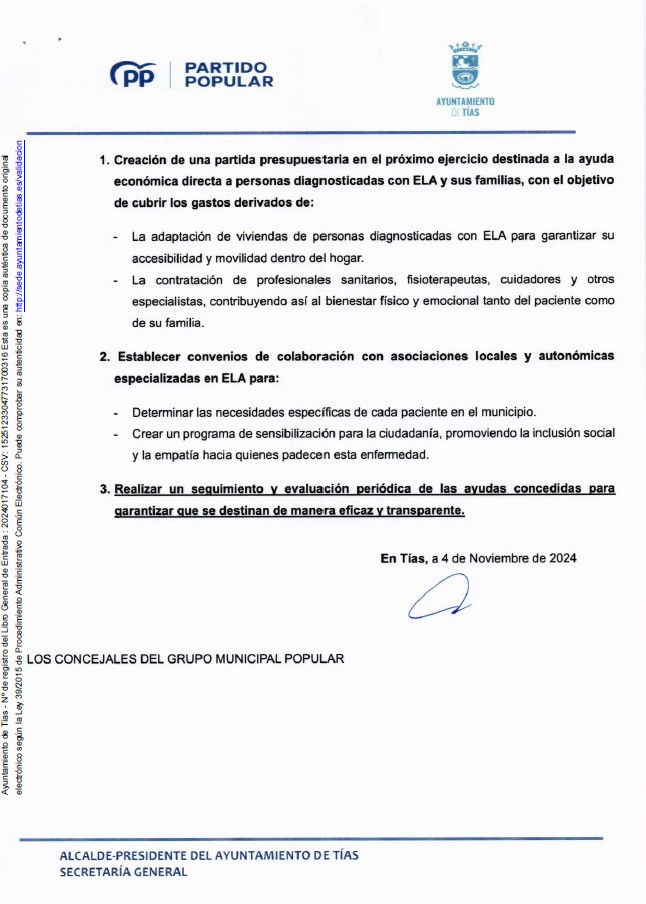 PP
PARTIDO
POPULAR
AYUNTAMIENTO
DE TÍAS
1. Creación de una partida presupuestaria en el próximo ejercicio destinada a la ayuda
económica directa a personas diagnosticadas con ELA y sus familias, con el objetivo
de cubrir los gastos derivados de:
- La adaptación de viviendas de personas diagnosticadas con ELA para garantizar su
accesibilidad y movilidad dentro del hogar.
- La contratación de profesionales sanitarios, fisioterapeutas, cuidadores y otros
especialistas, contribuyendo así al bienestar físico y emocional tanto del paciente como
de su familia.
2. Establecer convenios de colaboración con asociaciones locales y autonómicas
especializadas en ELA para:
- Determinar las necesidades específicas de cada paciente en el municipio.
- Crear un programa de sensibilización para la ciudadanía, promoviendo la inclusión social
y la empatía hacia quienes padecen esta enfermedad.
3. Realizar un seguimiento y evaluación periódica de las ayudas concedidas para
garantizar que se destinan de manera eficaz y transparente.
En Tías, a 4 de Noviembre de 2024
LOS CONCEJALES DEL GRUPO MUNICIPAL POPULAR
ALCALDE-PRESIDENTE DEL AYUNTAMIENTO DE TÍAS
SECRETARÍA GENERAL
Ayuntamiento de Tías - Nº de registro del Libro General de Entrada : 2024017104 - CSV: 15251233047731700316 Esta es una copia auténtica de documento original
electrónico según la Ley 39/2015 de Procedimiento Administrativo Común Electrónico. Puede comprobar su autenticidad en: http://sede.ayuntamientodetias.es/validacion